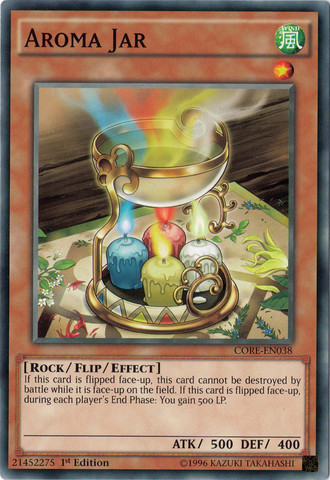 AROMA JAR
WIND
風
CORE-EN038
[ROCK/FLIP/EFFECT]
If this card is flipped face-up, this card cannot be destroyed by
battle while it is face-up on the field. If this card is flipped face-up,
during each player's End Phase: You gain 500 LP.
ATK/ 500 DEF/ 400
21452275 1st Edition ©1996 KAZUKI TAKAHASHI